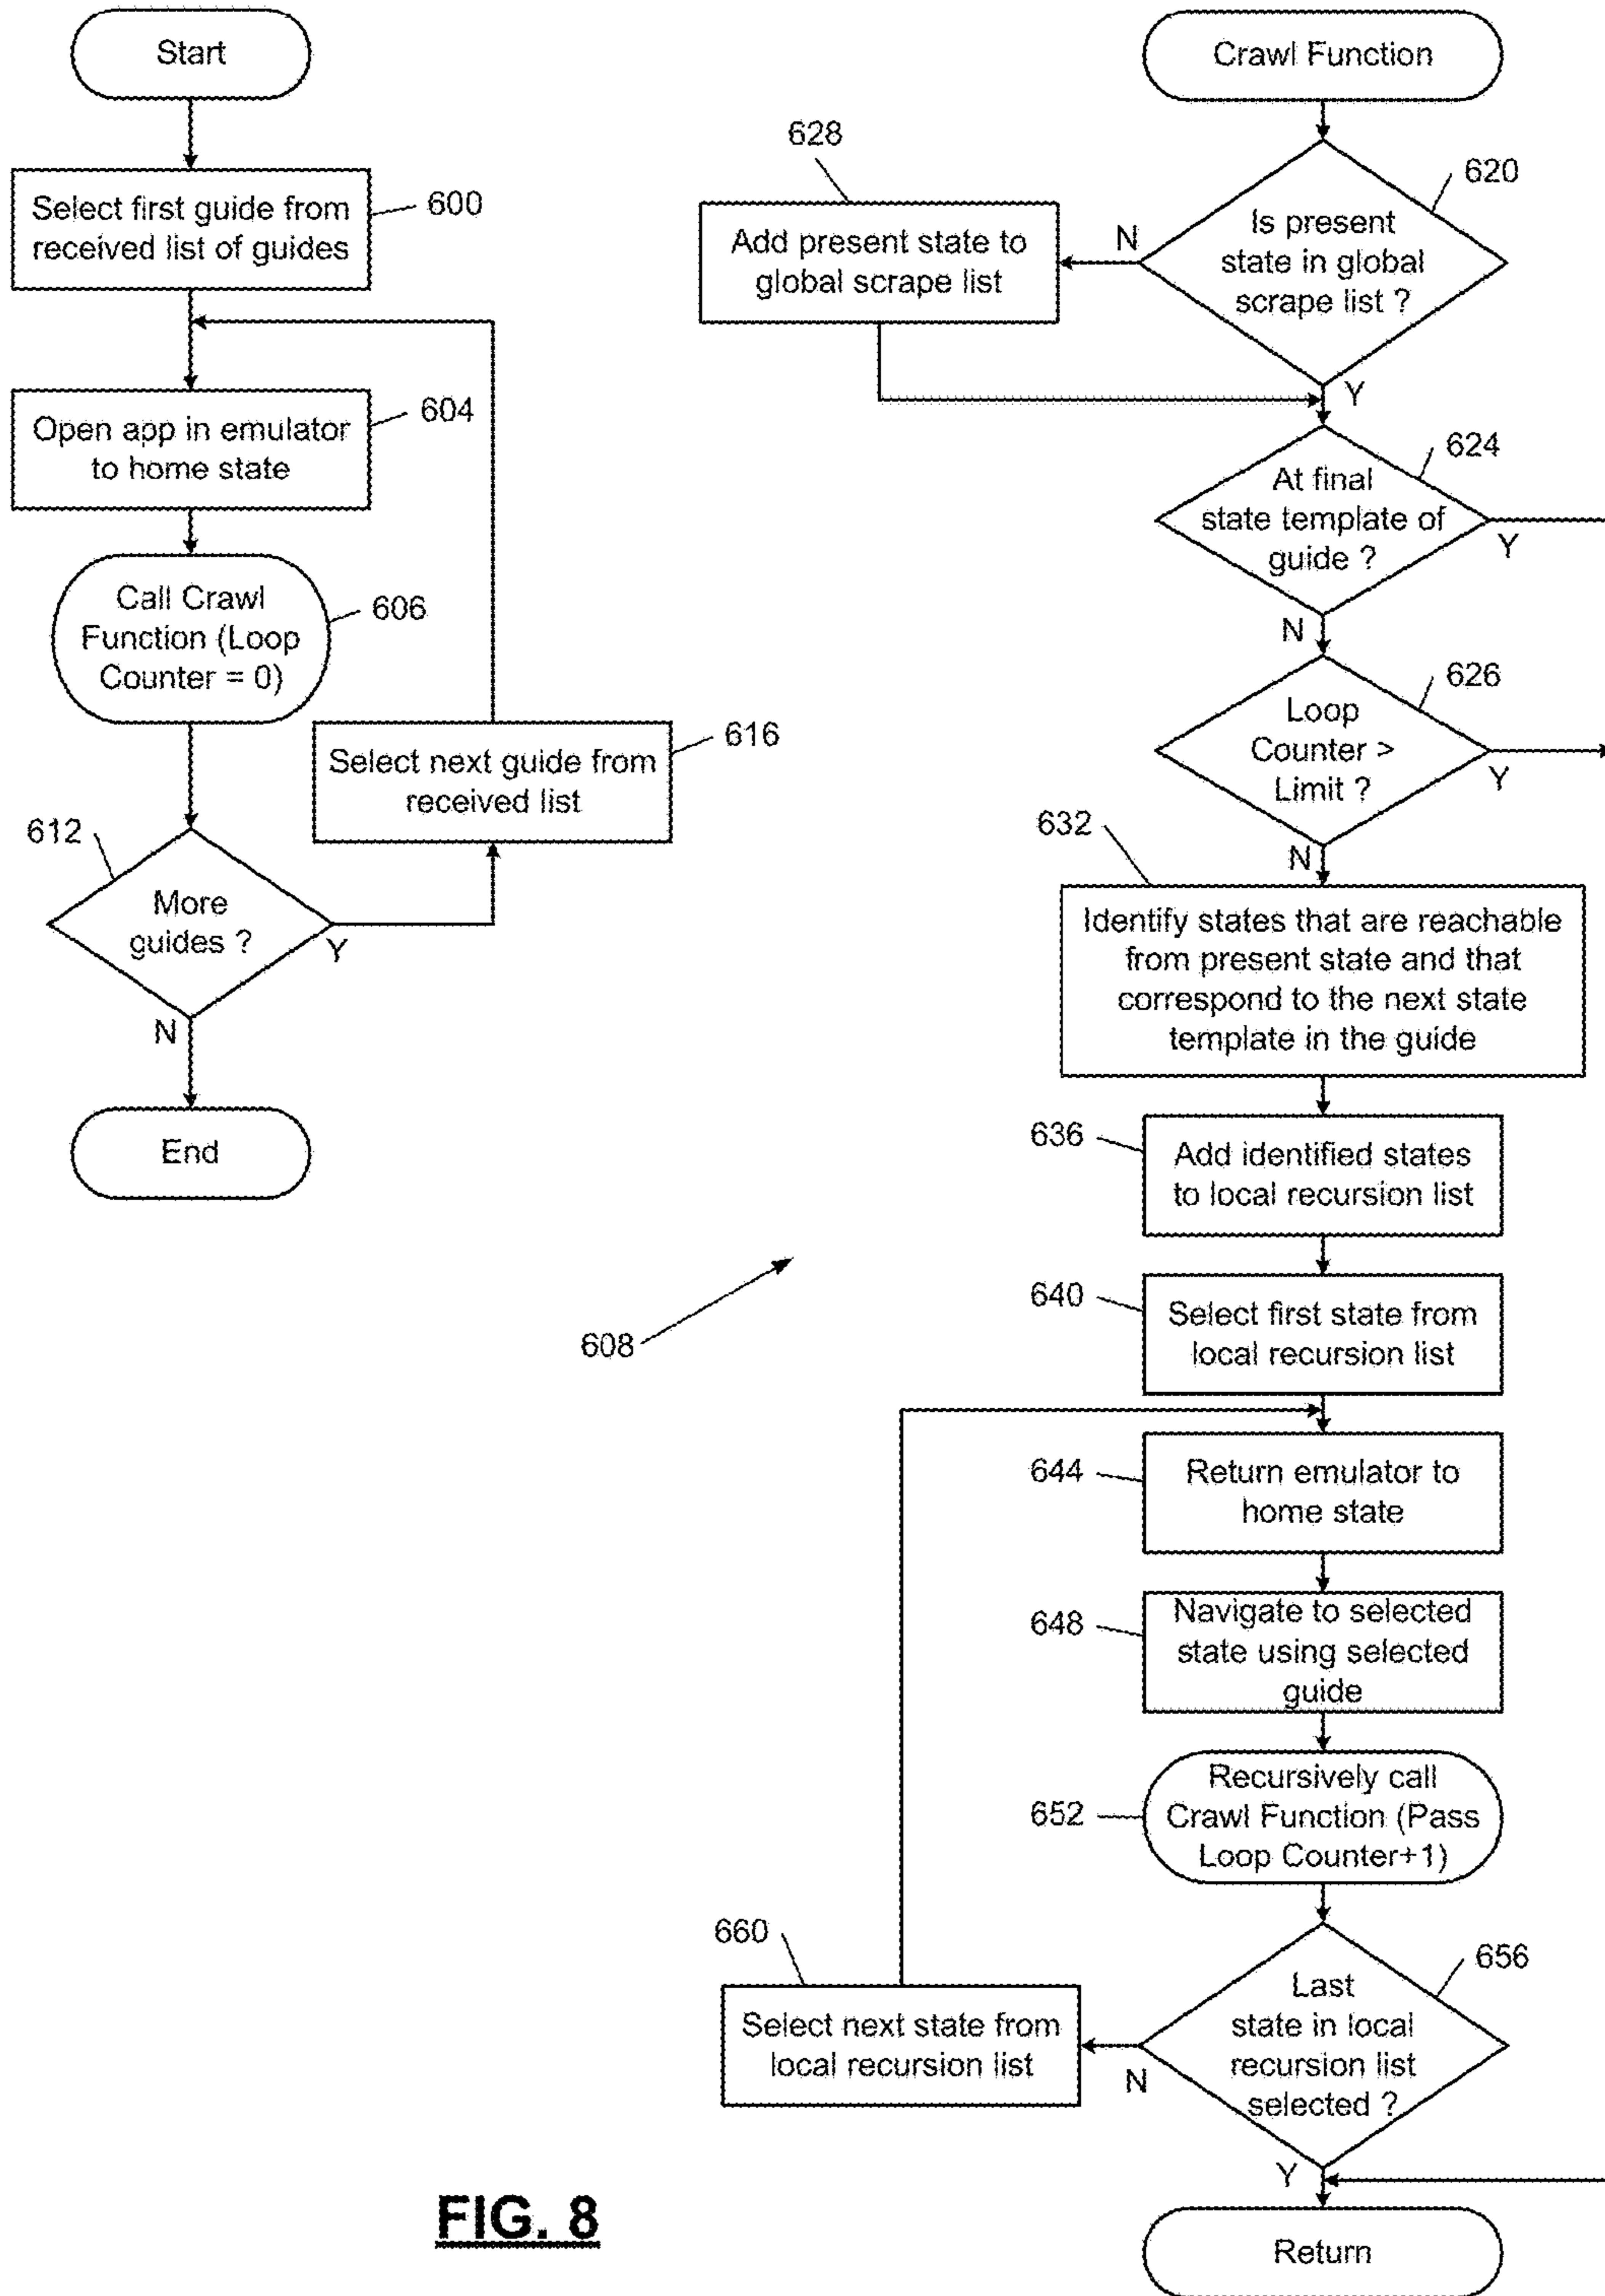 Start
600
Select first guide from
received list of guides
604
Open app in emulator
to home state
606
Call Crawl
Function (Loop
Counter = 0)
616
Select next guide from
received list
612
More
guides ?
Y
N
End
608
Crawl Function
620
Is present
state in global
scrape list ?
N
Y
628
Add present state to
global scrape list
624
At final
state template of
guide ?
Y
N
626
Loop
Counter >
Limit ?
Y
N
632
Identify states that are reachable
from present state and that
correspond to the next state
template in the guide
636
Add identified states
to local recursion list
640
Select first state from
local recursion list
644
Return emulator to
home state
648
Navigate to selected
state using selected
guide
652
Recursively call
Crawl Function (Pass
Loop Counter+1)
656
Last
state in local
recursion list
selected ?
N
Y
660
Select next state from
local recursion list
Return
FIG. 8